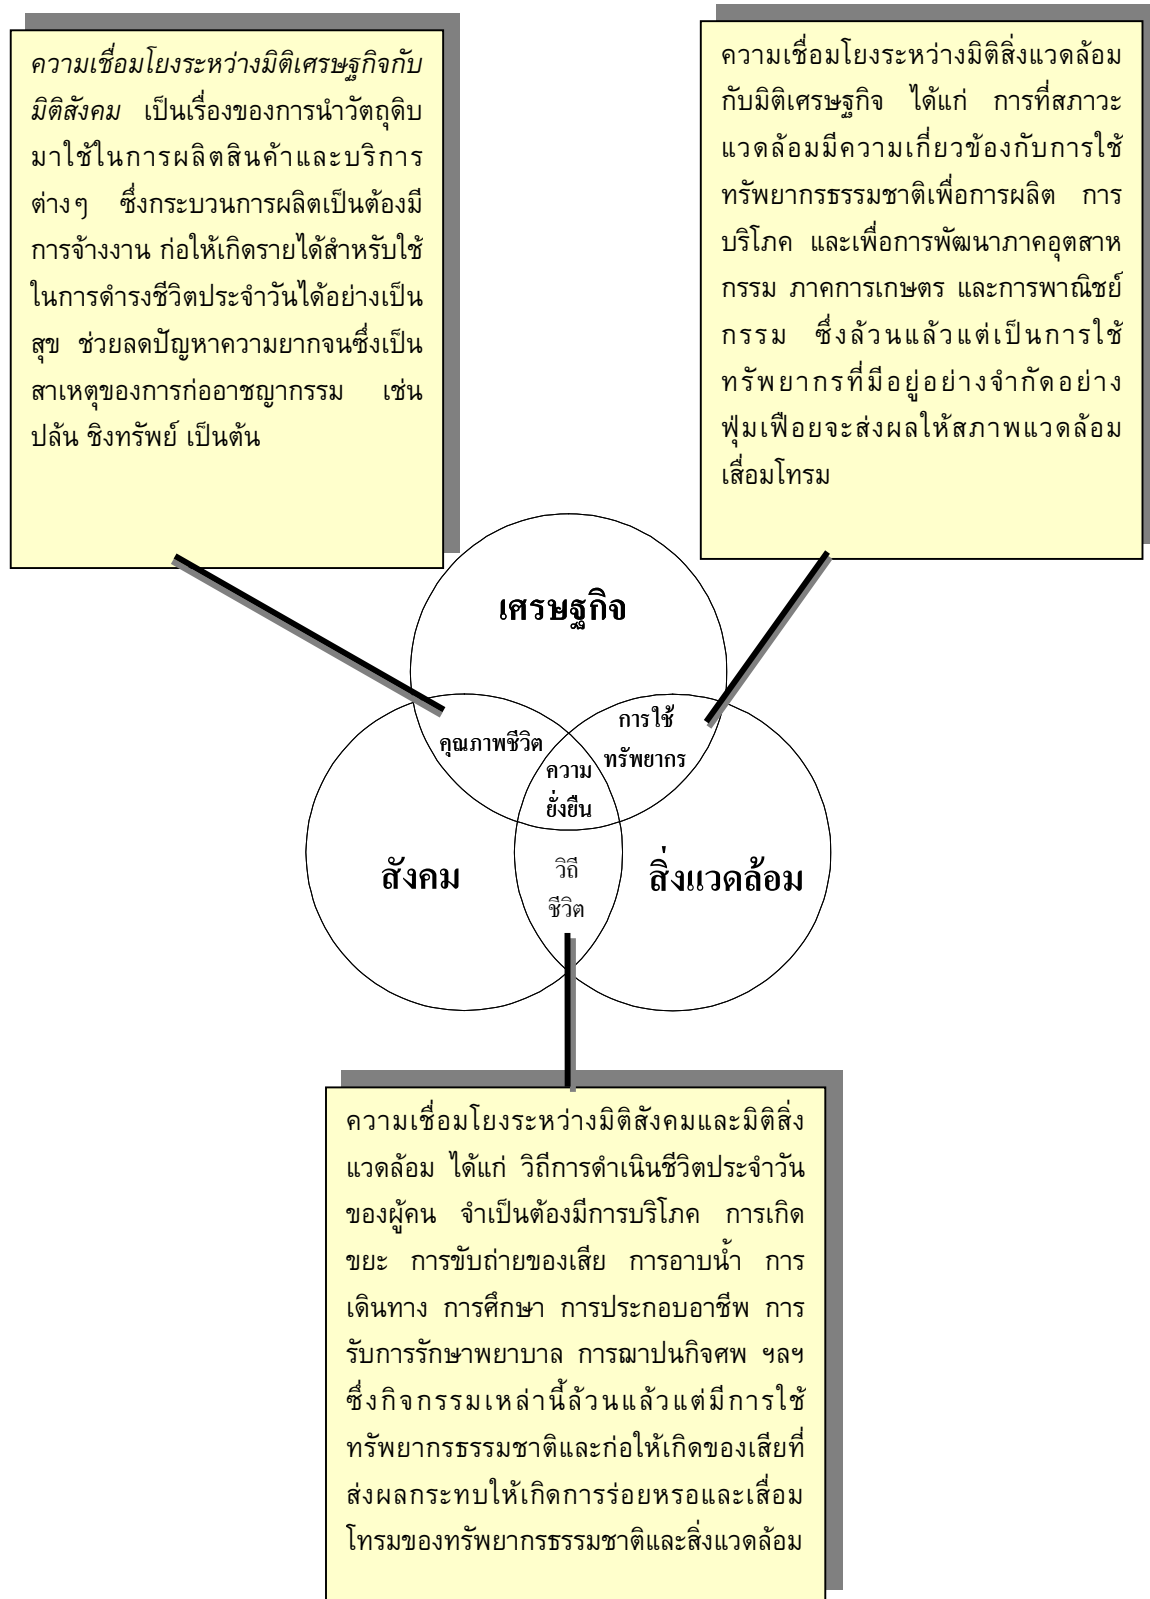 ความเชื่อมโยงระหว่างมิติเศรษฐกิจกับ
มิติสังคม เป็นเรื่องของการนำวัตถุดิบ
มาใช้ในการผลิตสินค้าและบริการ
ต่างๆ ซึ่งกระบวนการผลิตเป็นต้องมี
การจ้างงาน ก่อให้เกิดรายได้สำหรับใช้
ในการดำรงชีวิตประจำวันได้อย่างเป็น
สุข ช่วยลดปัญหาความยากจนซึ่งเป็น
สาเหตุของการก่ออาชญากรรม เช่น
ปล้น ชิงทรัพย์ เป็นต้น
ความเชื่อมโยงระหว่างมิติสิ่งแวดล้อม
กับมิติเศรษฐกิจ ได้แก่ การที่สภาวะ
แวดล้อมมีความเกี่ยวข้องกับการใช้
ทรัพยากรธรรมชาติเพื่อการผลิต การ
บริโภค และเพื่อการพัฒนาภาคอุตสาห
กรรม ภาคการเกษตร และการพาณิชย์
กรรม ซึ่งล้วนแล้วแต่เป็นการใช้
ทรัพยากรที่มีอยู่อย่างจำกัดอย่าง
ฟุ่มเฟือยจะส่งผลให้สภาพแวดล้อม
เสื่อมโทรม
เศรษฐกิจ
คุณภาพชีวิต
การใช้
ทรัพยากร
ความ
ยั่งยืน
สังคม
วิถี
ชีวิต
สิ่งแวดล้อม
ความเชื่อมโยงระหว่างมิติสังคมและมิติสิ่ง
แวดล้อม ได้แก่ วิถีการดำเนินชีวิตประจำวัน
ของผู้คน จำเป็นต้องมีการบริโภค การเกิด
ขยะ การขับถ่ายของเสีย การอาบน้ำ การ
เดินทาง การศึกษา การประกอบอาชีพ การ
รับการรักษาพยาบาล การฌาปนกิจศพ ฯลฯ
ซึ่งกิจกรรมเหล่านี้ล้วนแล้วแต่มีการใช้
ทรัพยากรธรรมชาติและก่อให้เกิดของเสียที่
ส่งผลกระทบให้เกิดการร่อยหรอและเสื่อม
โทรมของทรัพยากรธรรมชาติและสิ่งแวดล้อม